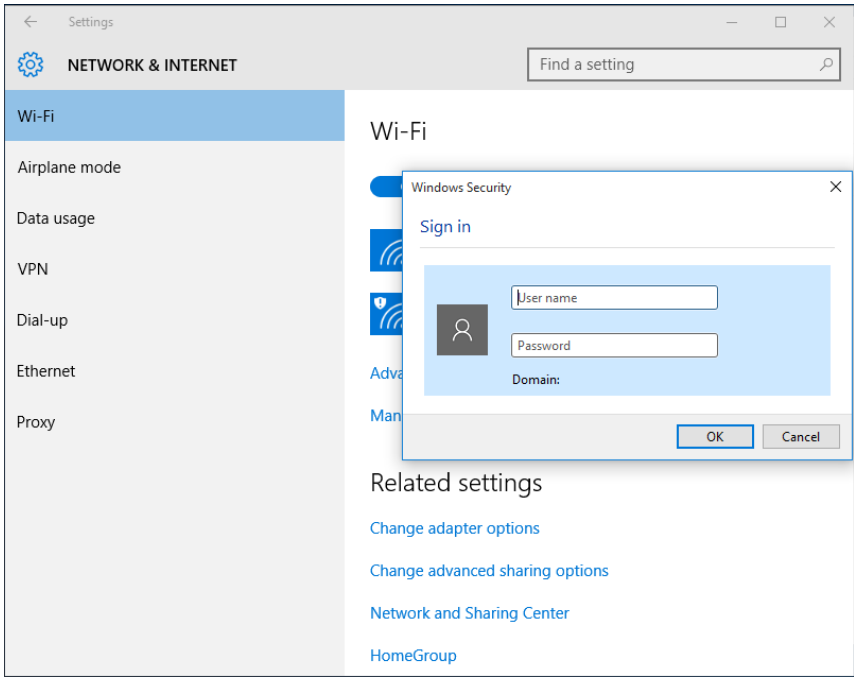 Settings
NETWORK & INTERNET
Find a setting
Wi-Fi
Airplane mode
Data usage
VPN
Dial-up
Ethernet
Proxy
Wi-Fi
Windows Security
Sign in
User name
Password
Domain:
OK
Cancel
Adva
Man
Related settings
Change adapter options
Change advanced sharing options
Network and Sharing Center
HomeGroup